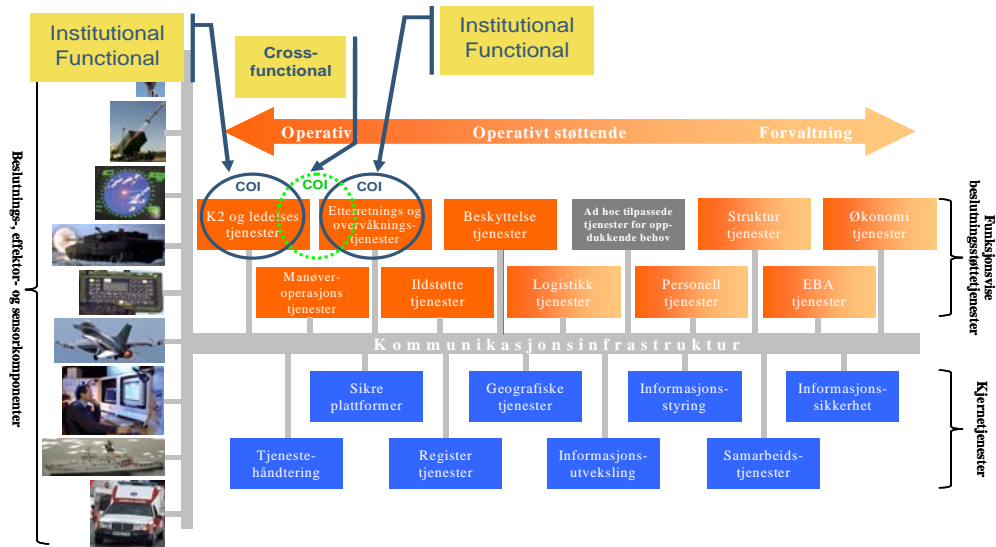 Institutional
Functional
Cross-
functional
Institutional
Functional
Operativt
Operativt støttende
Forvaltning
COI
COI
COI
K2 og ledelses
tjenester
Etterretnings og
overvåknings-
tjenester
Beskyttelse
tjenester
Ad hoc tilpassede
tjenester for opp-
dukkende behov
Struktur
tjenester
Økonomi
tjenester
Manøver-
operasjons
tjenester
Ildstøtte
tjenester
Logistikk
tjenester
Personell
tjenester
EBA
tjenester
Kommunikasjonsinfrastruktur
Sikre
plattformer
Geografiske
tjenester
Informasjons-
styring
Informasjons-
sikkerhet
Tjeneste-
håndtering
Register
tjenester
Informasjons-
utveksling
Samarbeids-
tjenester
Beslutnings-, effektor- og sensorkomponenter
Funksjonsvise
beslutningsstøttetjenester
Kjernetjenester